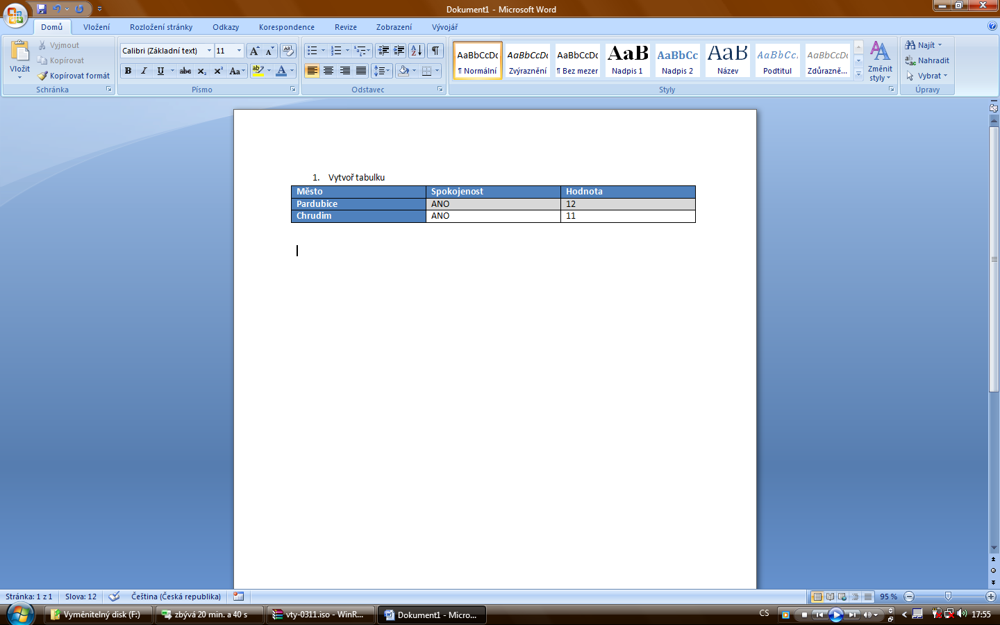 Dokument1 - Microsoft Word
Domů Vložení Rozložení stránky Odkazy Korespondence Revize Zobrazení Vývojář
Vložit
Vyjmout
Kopírovat
Kopírovat formát
Schránka
Calibri (Základní text) 11
Písmo
Odstavec
AaBbCcDc AaBbCcDc AaBbCcDc AaB AaBbCc AaB AaBbCc. AaBbCcDc
¶ Normální Zvýraznění ¶ Bez mezer Nadpis 1 Nadpis 2 Název Podtitul Zdůrazně...
Změnit
styly
Styly
Najít
Nahradit
Vybrat
Úpravy
1. Vytvoř tabulku
Město Spokojenost Hodnota
Pardubice ANO 12
Chrudim ANO 11
Stránka: 1 z 1 Slova: 12 Čeština (Česká republika) 95 %
Vyměnitelný disk (F:) zbývá 20 min. a 40 s vty-0311.iso - WinR... Dokument1 - Micro... CS 17:55